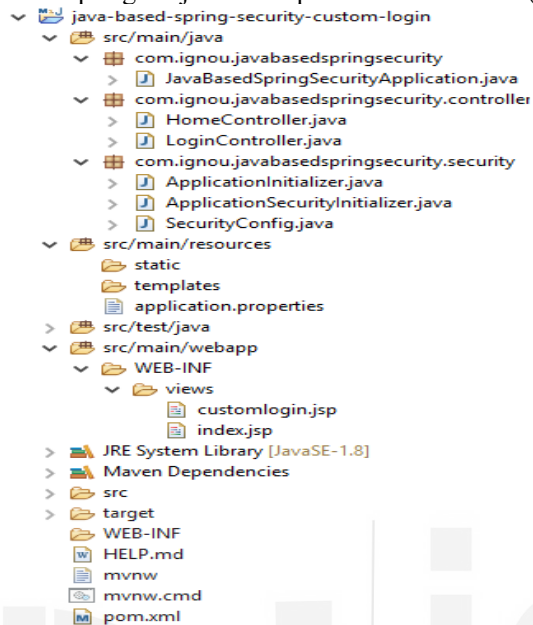 java-based-spring-security-custom-login
src/main/java
com.ignou.javabasedspringsecurity
JavaBasedSpringSecurityApplication.java
com.ignou.javabasedspringsecurity.controller
HomeController.java
LoginController.java
com.ignou.javabasedspringsecurity.security
ApplicationInitializer.java
ApplicationSecurityInitializer.java
SecurityConfig.java
src/main/resources
static
templates
application.properties
src/test/java
src/main/webapp
WEB-INF
views
customlogin.jsp
index.jsp
JRE System Library [JavaSE-1.8]
Maven Dependencies
src
target
WEB-INF
HELP.md
mvnw
mvnw.cmd
pom.xml